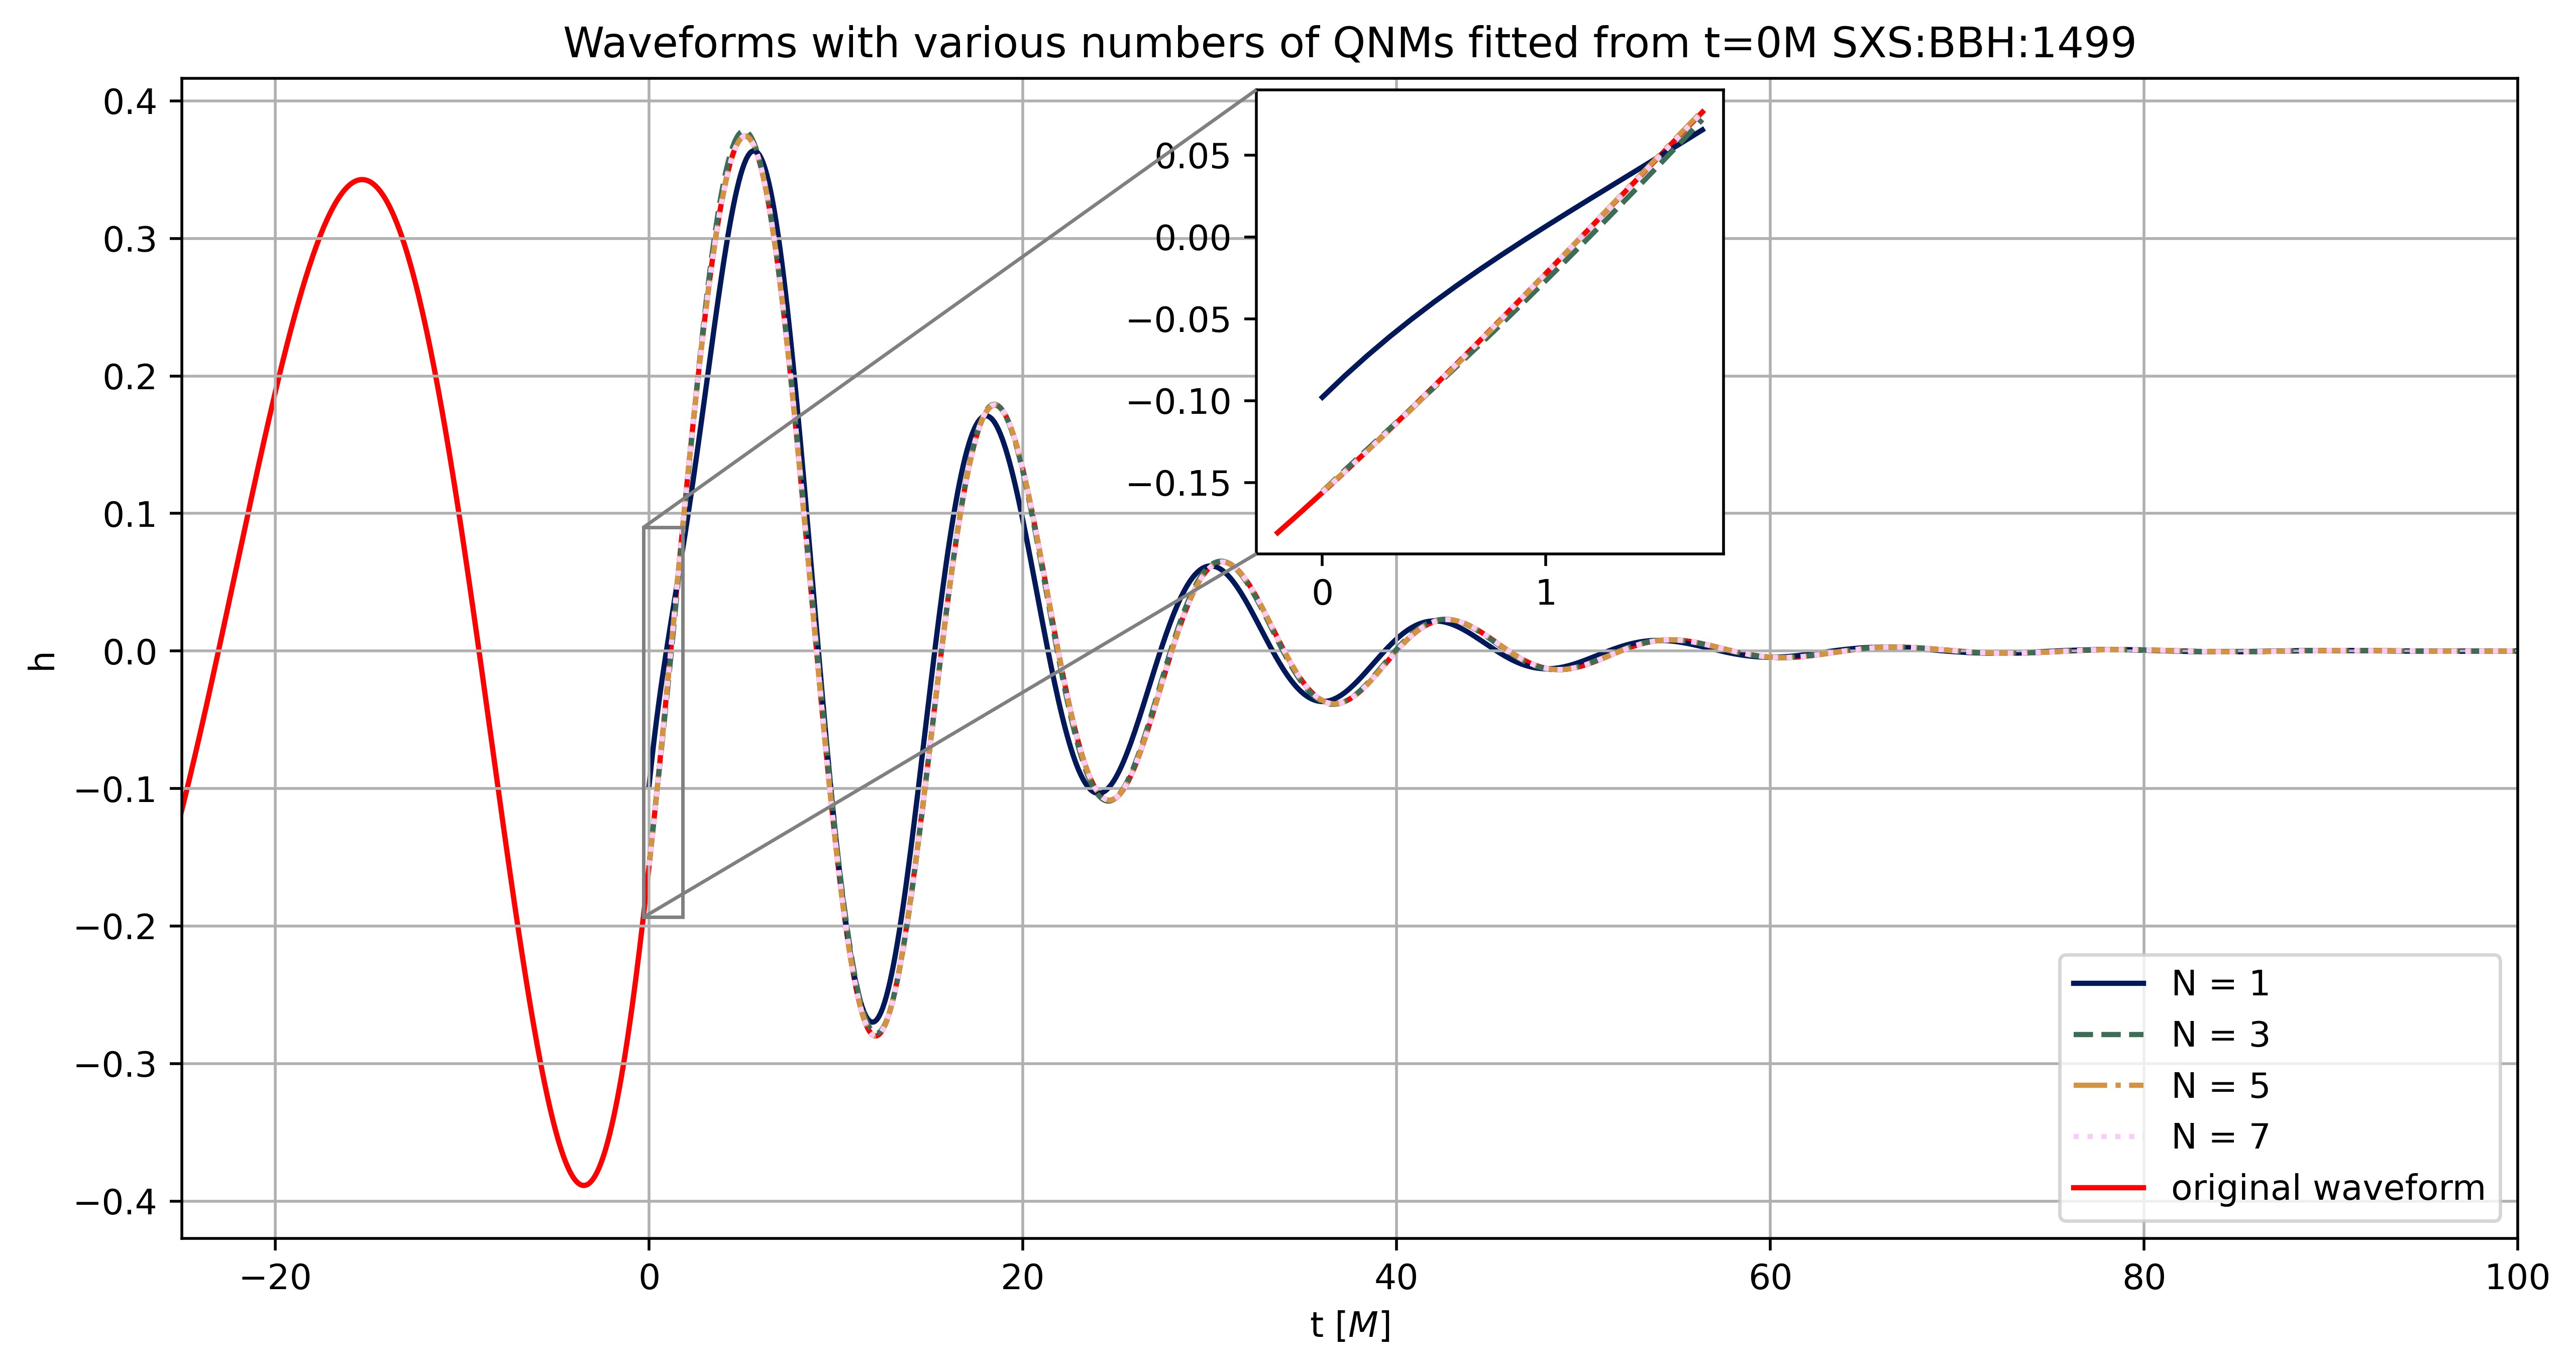 Waveforms with various numbers of QNMs fitted from t=0M SXS:BBH:1499
h
0.4
0.3
0.2
0.1
0.0
−0.1
−0.2
−0.3
−0.4
0.05
0.00
−0.05
−0.10
−0.15
0 1
N = 1
N = 3
N = 5
N = 7
original waveform
−20 0 20 40 60 80 100
t [M]